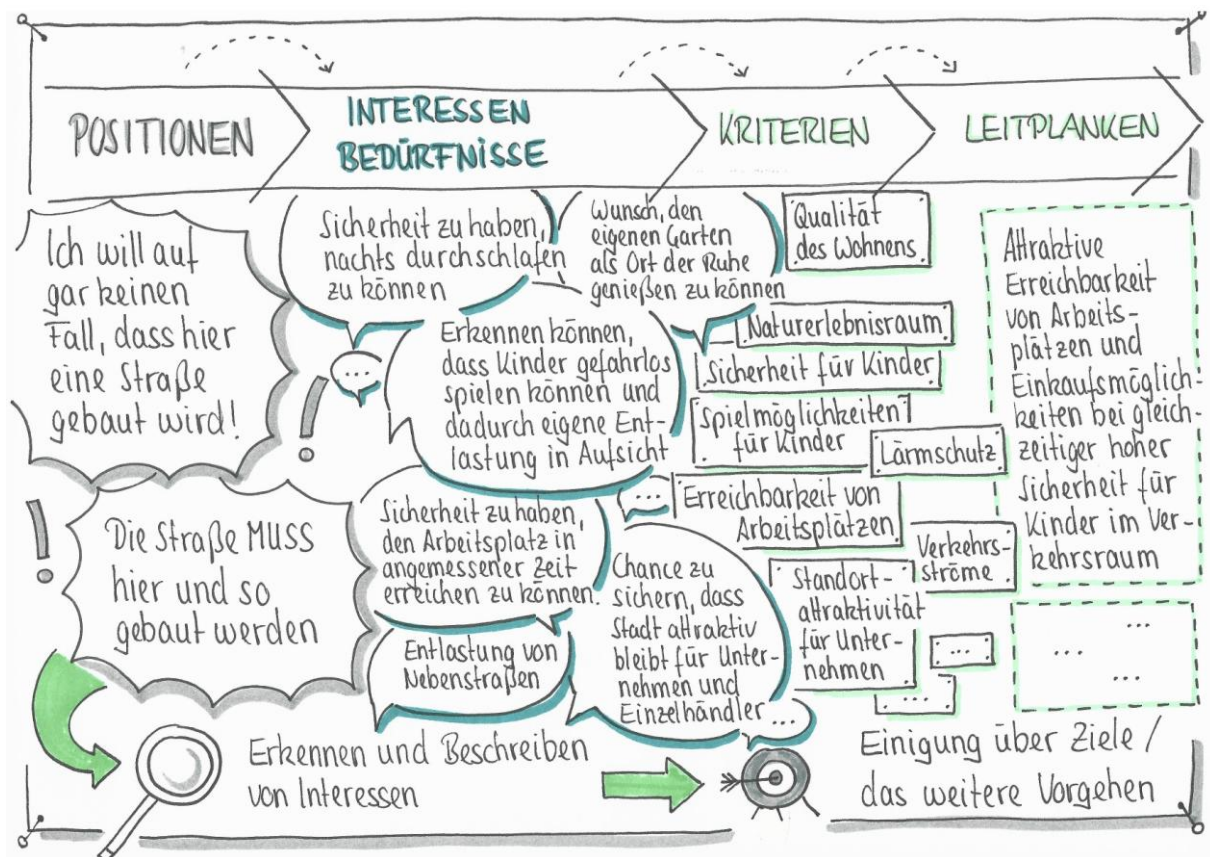 POSITIONEN
INTERESSEN
BEDÜRFNISSE
KRITERIEN
LEITPLANKEN
Ich will auf
gar keinen
Fall, dass hier
eine Straße
gebaut wird!
!
Die Straße MUSS
hier und so
gebaut werden
!
Sicherheit zu haben,
nachts durchschlafen
zu können
Wunsch, den
eigenen Garten
als Ort der Ruhe
genießen zu können
...
Erkennen können,
dass Kinder gefahrlos
spielen können und
dadurch eigene Ent-
lastung in Aufsicht
...
Sicherheit zu haben,
den Arbeitsplatz in
angemessener Zeit
erreichen zu können.
Entlastung von
Nebenstraßen
Chance zu
sichern, dass
Stadt attraktiv
bleibt für Unter-
nehmen und
Einzelhändler
...
Qualität
des Wohnens
Naturerlebnisraum
Sicherheit für Kinder
Spielmöglichkeiten
für Kinder
Lärmschutz
Erreichbarkeit von
Arbeitsplätzen
Verkehrs-
ströme
Standort-
attraktivität
für Unter-
nehmen
...
...
Attraktive
Erreichbarkeit
von Arbeits-
plätzen und
Einkaufsmöglich-
keiten bei gleich-
zeitiger hoher
Sicherheit für
Kinder im Ver-
kehrsraum
...
...
...
Erkennen und Beschreiben
von Interessen
Einigung über Ziele /
das weitere Vorgehen